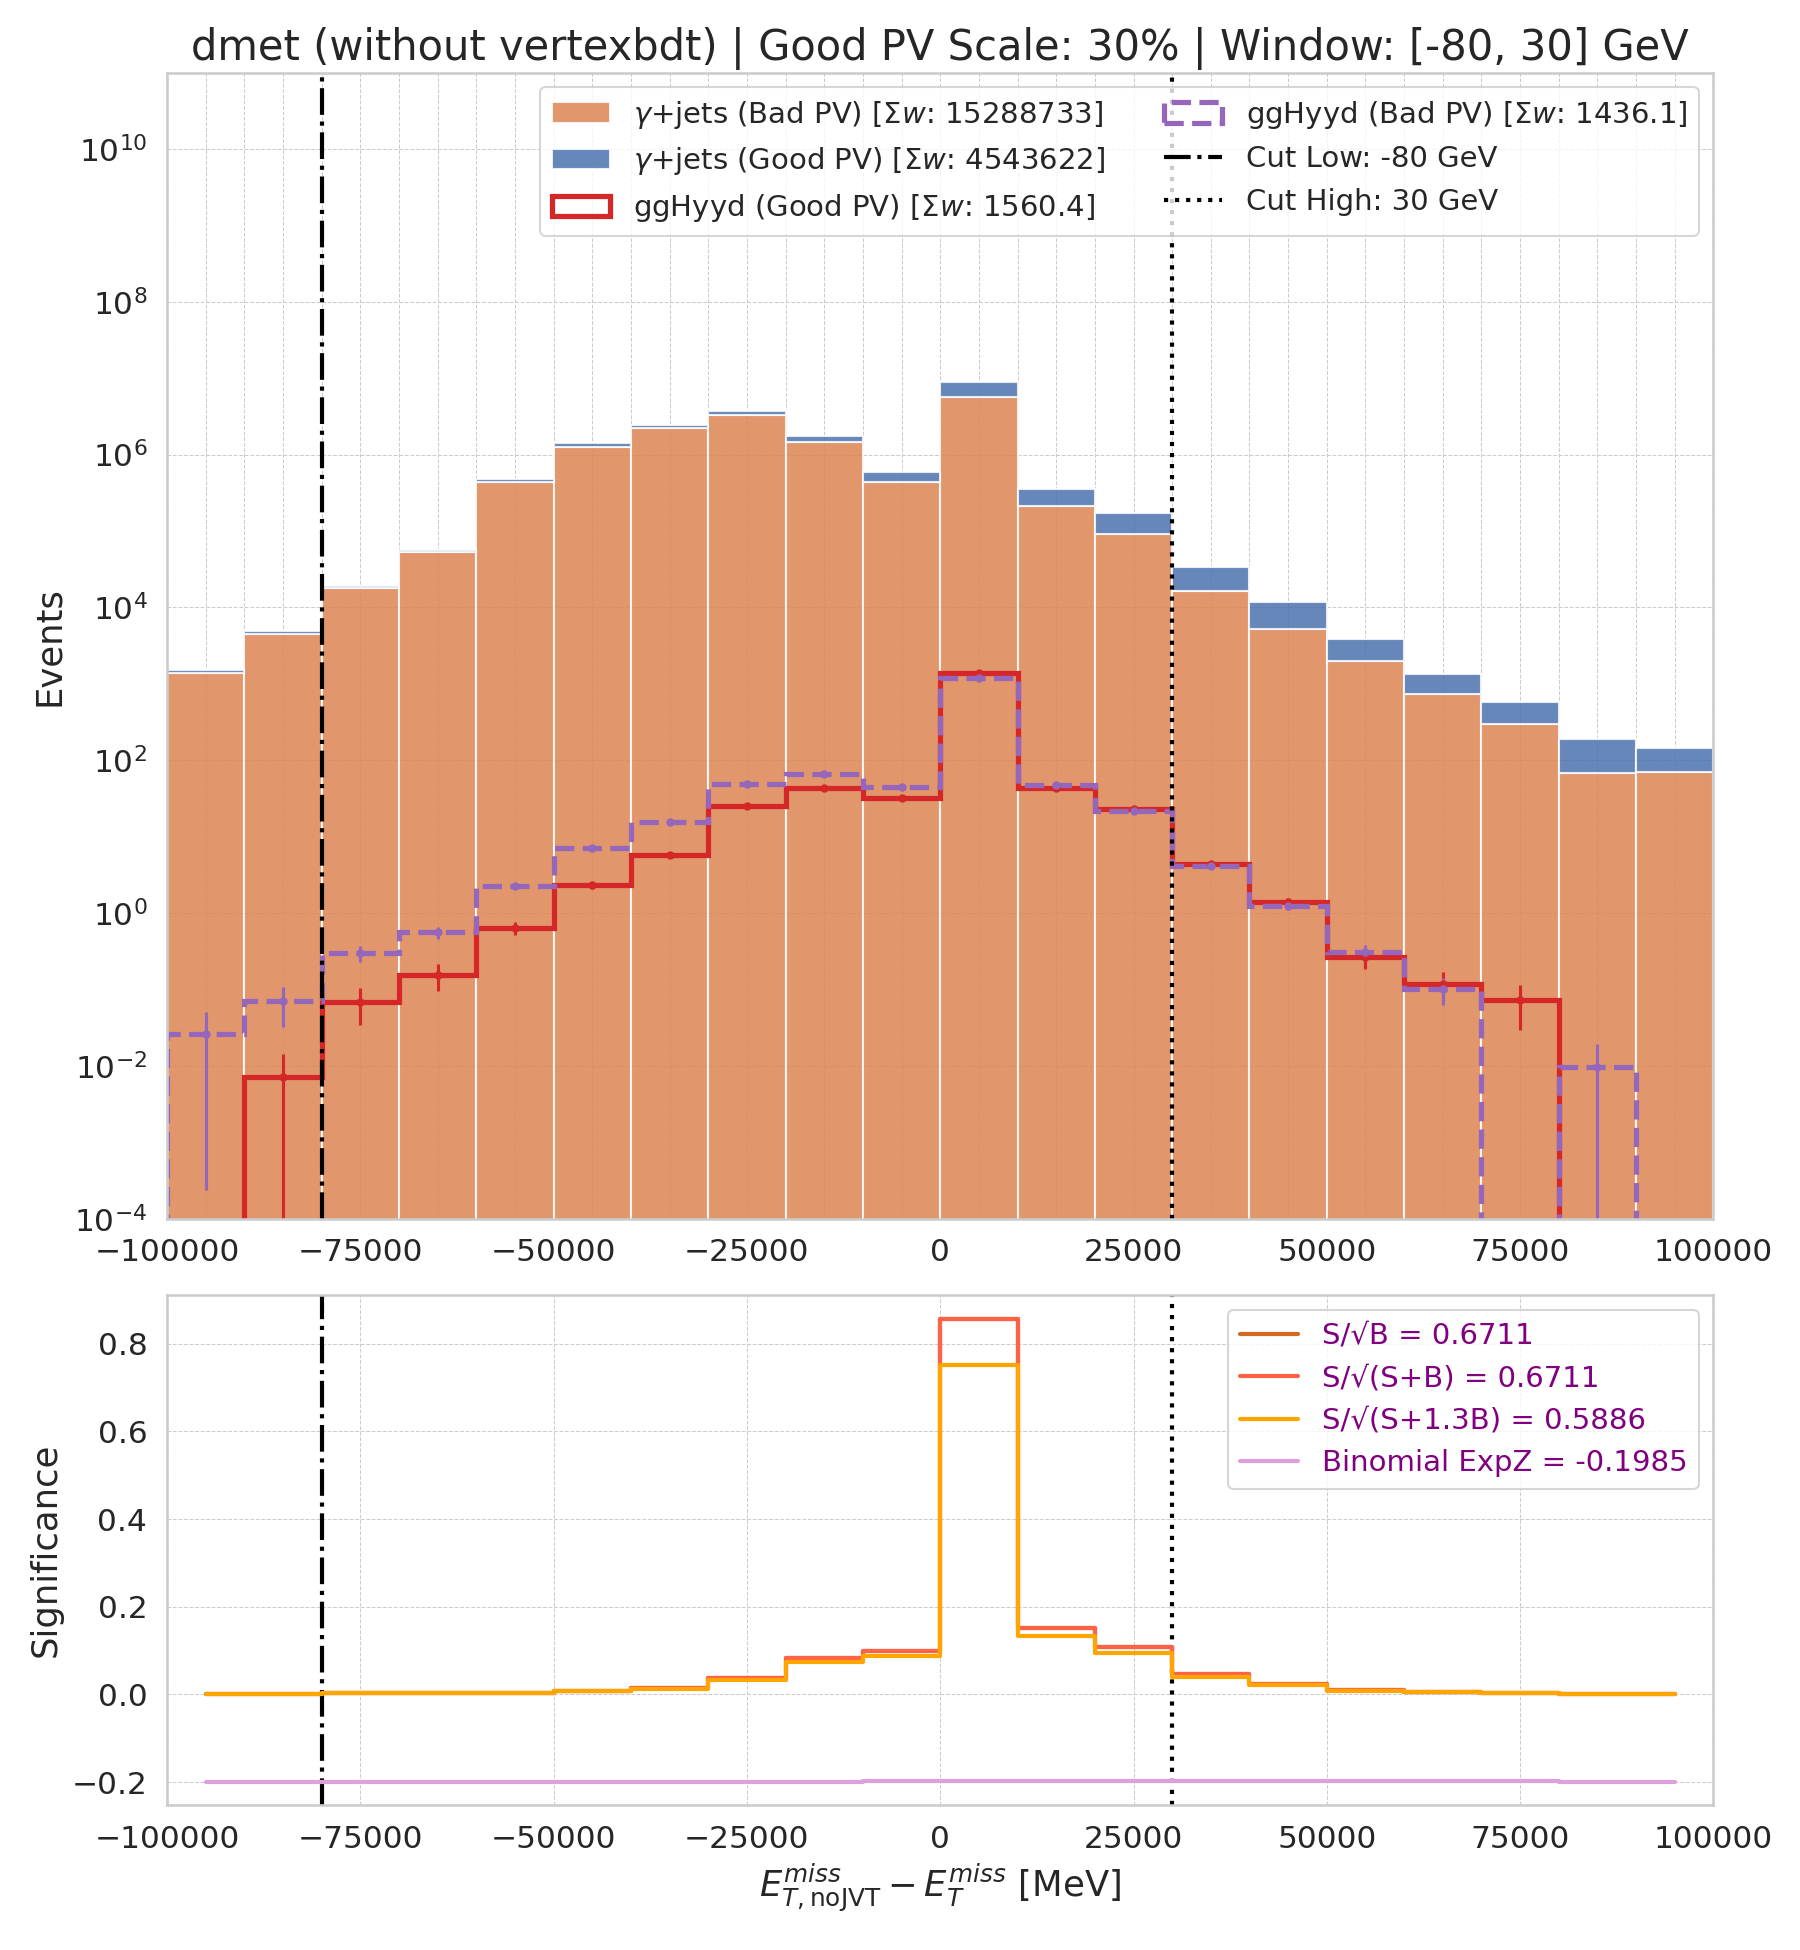 dmet (without vertexbdt) | Good PV Scale: 30% | Window: [-80, 30] GeV
γ+jets (Bad PV) [Σw: 15288733]
γ+jets (Good PV) [Σw: 4543622]
ggHyyd (Good PV) [Σw: 1560.4]
ggHyyd (Bad PV) [Σw: 1436.1]
Cut Low: -80 GeV
Cut High: 30 GeV
Events
10^10
10^8
10^6
10^4
10^2
10^0
10^−2
10^−4
−100000 −75000 −50000 −25000 0 25000 50000 75000 100000
S/√B = 0.6711
S/√(S+B) = 0.6711
S/√(S+1.3B) = 0.5886
Binomial ExpZ = -0.1985
Significance
0.8
0.6
0.4
0.2
0.0
−0.2
−100000 −75000 −50000 −25000 0 25000 50000 75000 100000
E_{T,noJVT}^{miss} − E_T^{miss} [MeV]